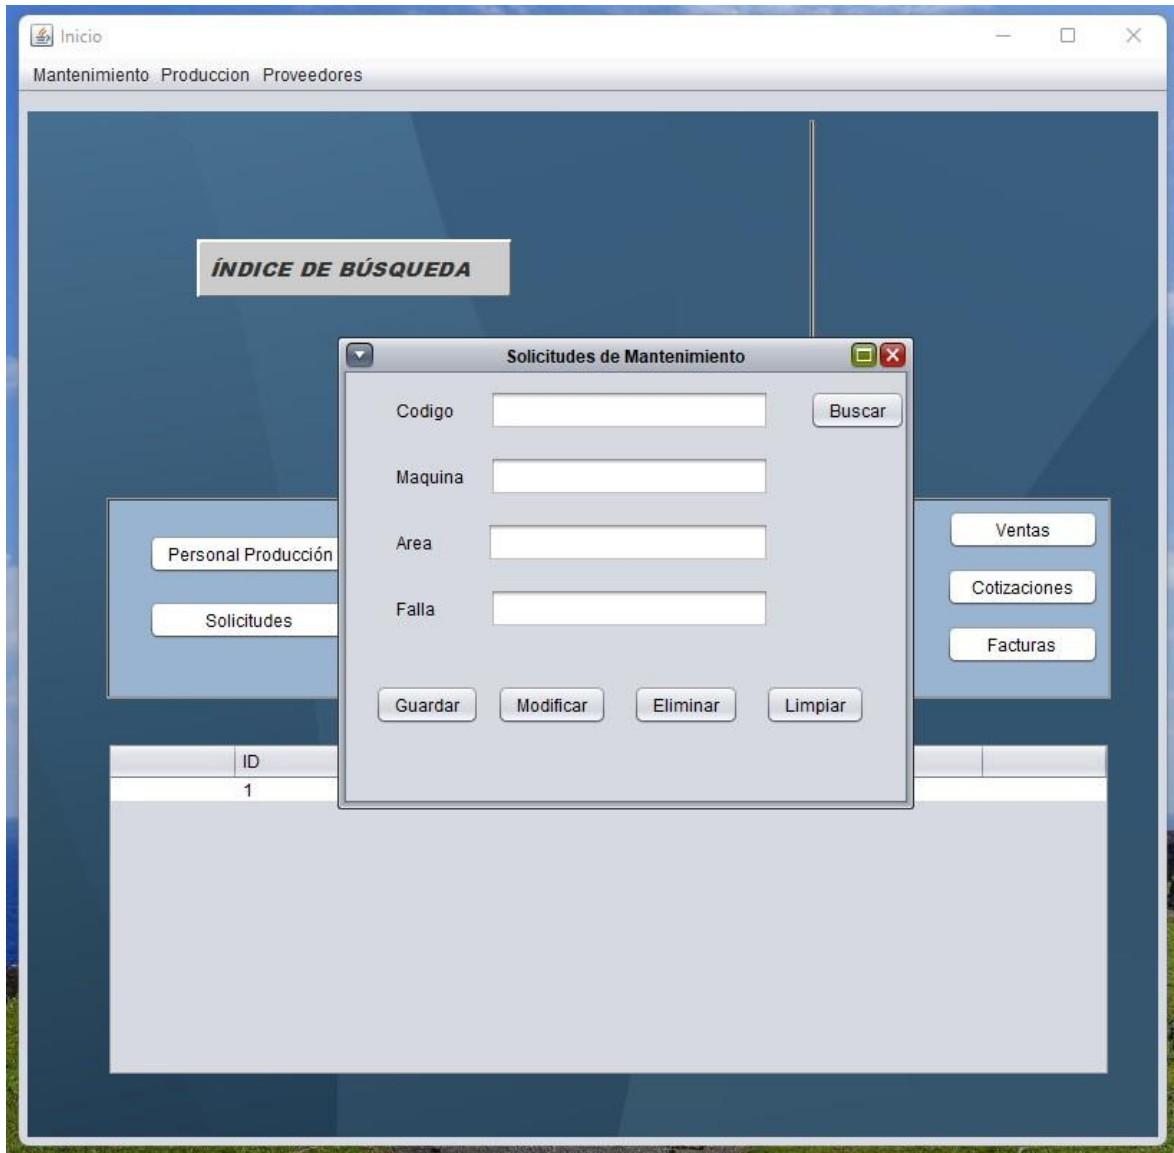 Inicio
Mantenimiento Produccion Proveedores
ÍNDICE DE BÚSQUEDA
Solicitudes de Mantenimiento
Codigo
Buscar
Maquina
Area
Falla
Guardar Modificar Eliminar Limpiar
Personal Producción
Solicitudes
Ventas
Cotizaciones
Facturas
ID
1